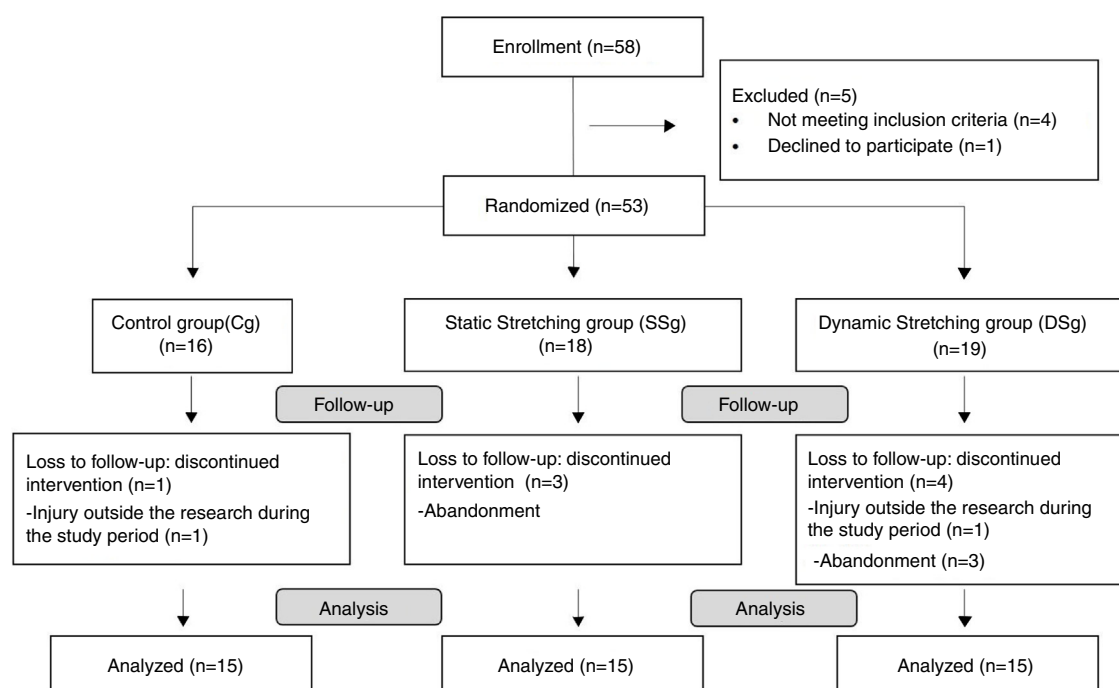 Enrollment (n=58)
Excluded (n=5)
• Not meeting inclusion criteria (n=4)
• Declined to participate (n=1)
Randomized (n=53)
Control group(Cg)
(n=16)
Static Stretching group (SSg)
(n=18)
Dynamic Stretching group (DSg)
(n=19)
Follow-up
Follow-up
Loss to follow-up: discontinued
intervention (n=1)
-Injury outside the research during
the study period (n=1)
Loss to follow-up: discontinued
intervention (n=3)
-Abandonment
Loss to follow-up: discontinued
intervention (n=4)
-Injury outside the research during
the study period (n=1)
-Abandonment (n=3)
Analysis
Analysis
Analyzed (n=15)
Analyzed (n=15)
Analyzed (n=15)